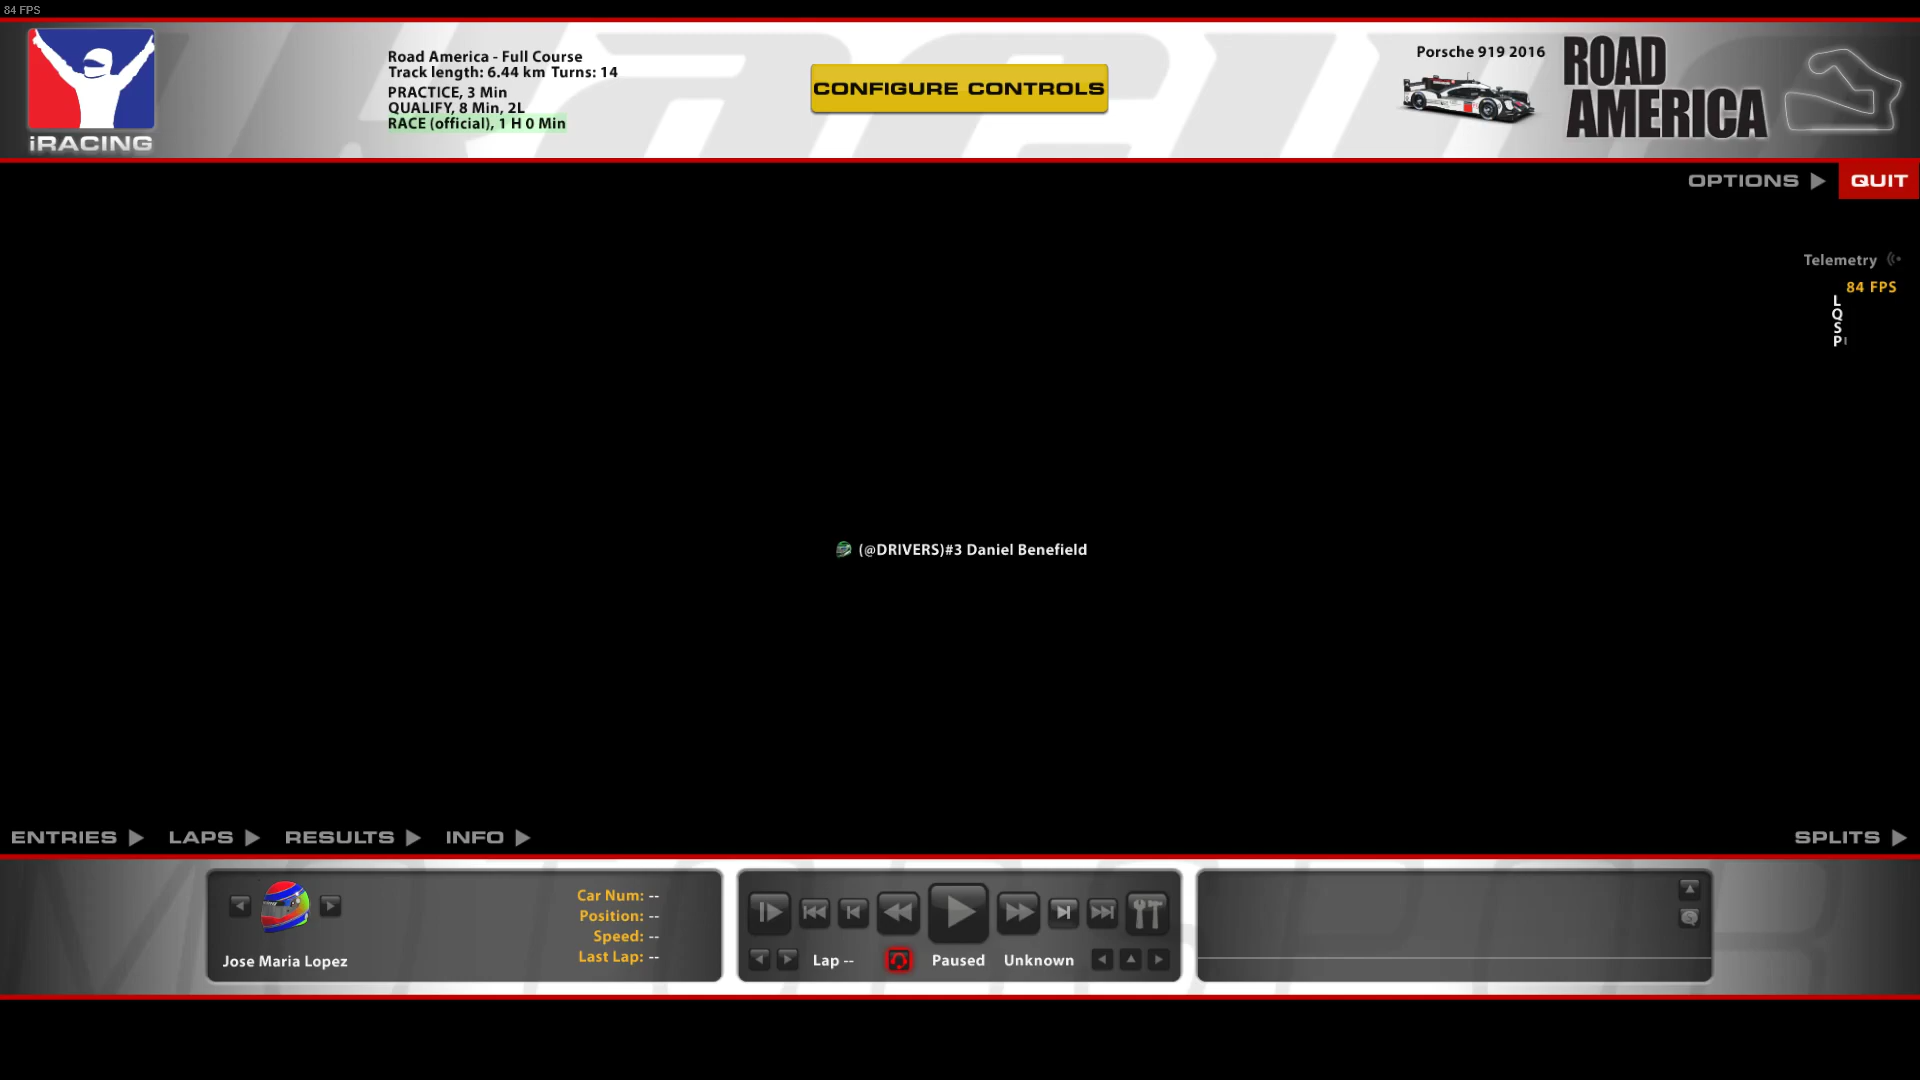 84 FPS
iRACING
Road America - Full Course
Track length: 6.44 km Turns: 14
PRACTICE, 3 Min
QUALIFY, 8 Min, 2L
RACE (official), 1 H 0 Min
CONFIGURE CONTROLS
Porsche 919 2016
ROAD
AMERICA
OPTIONS
QUIT
Telemetry
84 FPS
L
Q
S
P
(@DRIVERS)#3 Daniel Benefield
ENTRIES
LAPS
RESULTS
INFO
SPLITS
Car Num: --
Position: --
Speed: --
Last Lap: --
Jose Maria Lopez
Lap --
Paused
Unknown